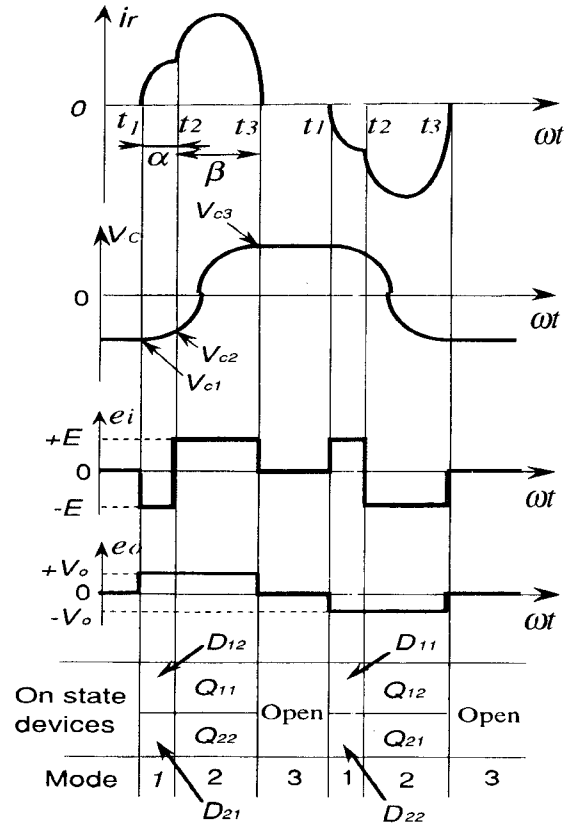 ir
0
t1 t2 t3 t1 t2 t3
ωt
α
β
Vc3
Vc
0
ωt
Vc2
Vc1
ei
+E
0
ωt
-E
eo
+Vo
0
ωt
-Vo
D12 D11
On state devices
Q11 Q12
Open Open
Q22 Q21
Mode 1 2 3 1 2 3
D21 D22